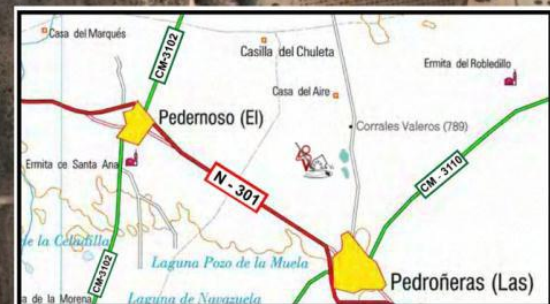 Casa del Marqués
CM-3102
Casilla del Chuleta
Ermita del Robledillo
Casa del Aire
Pedernoso (El)
Corrales Valeros (789)
Ermita de Santa Ana
N - 301
CM - 3110
de la Celadilla
Laguna Pozo de la Muela
CM-3102
Pedroñeras (Las)
a de la Morena
Laguna de Navazuela